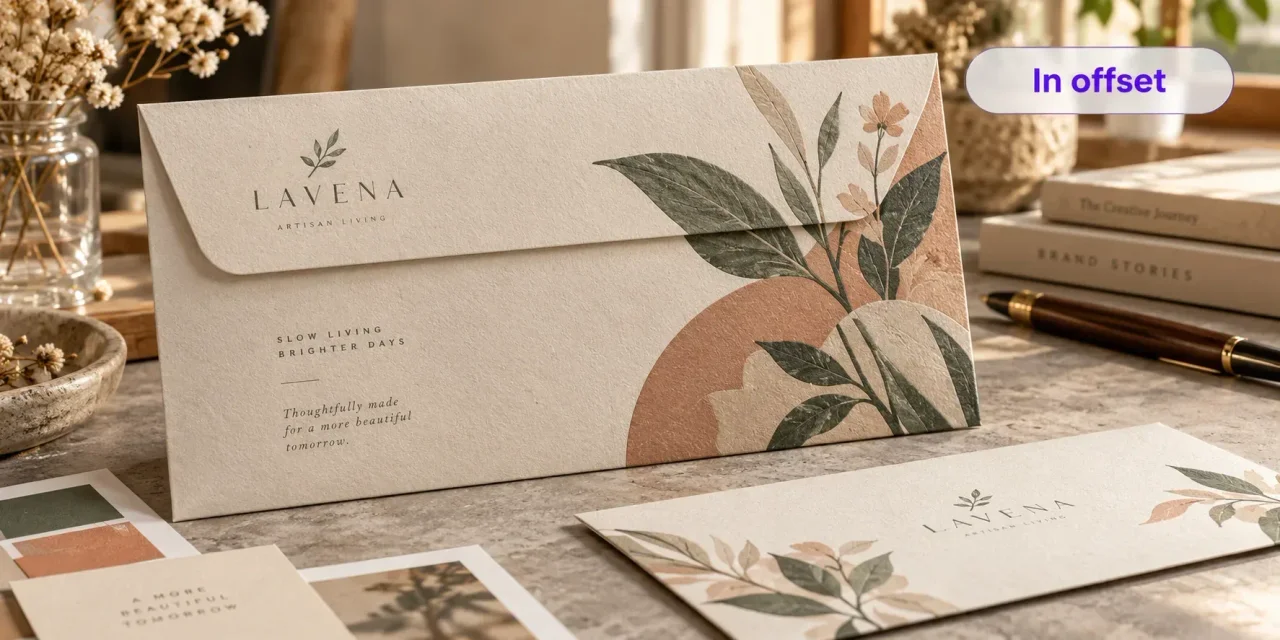 In offset
LAVENA
ARTISAN LIVING
SLOW LIVING
BRIGHTER DAYS
Thoughtfully made
for a more beautiful
tomorrow.
The Creative Journey
BRAND STORIES
LAVENA
ARTISAN LIVING
A MORE
BEAUTIFUL
TOMORROW